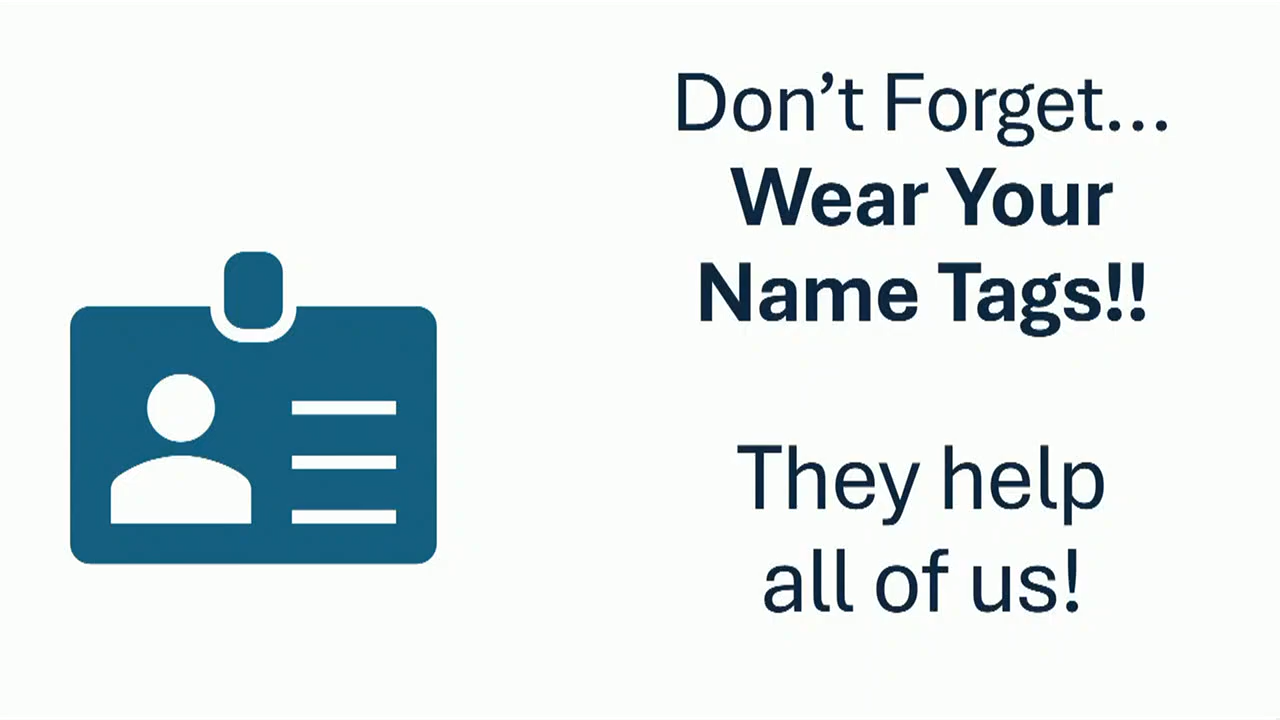 Don’t Forget...
Wear Your
Name Tags!!
They help
all of us!